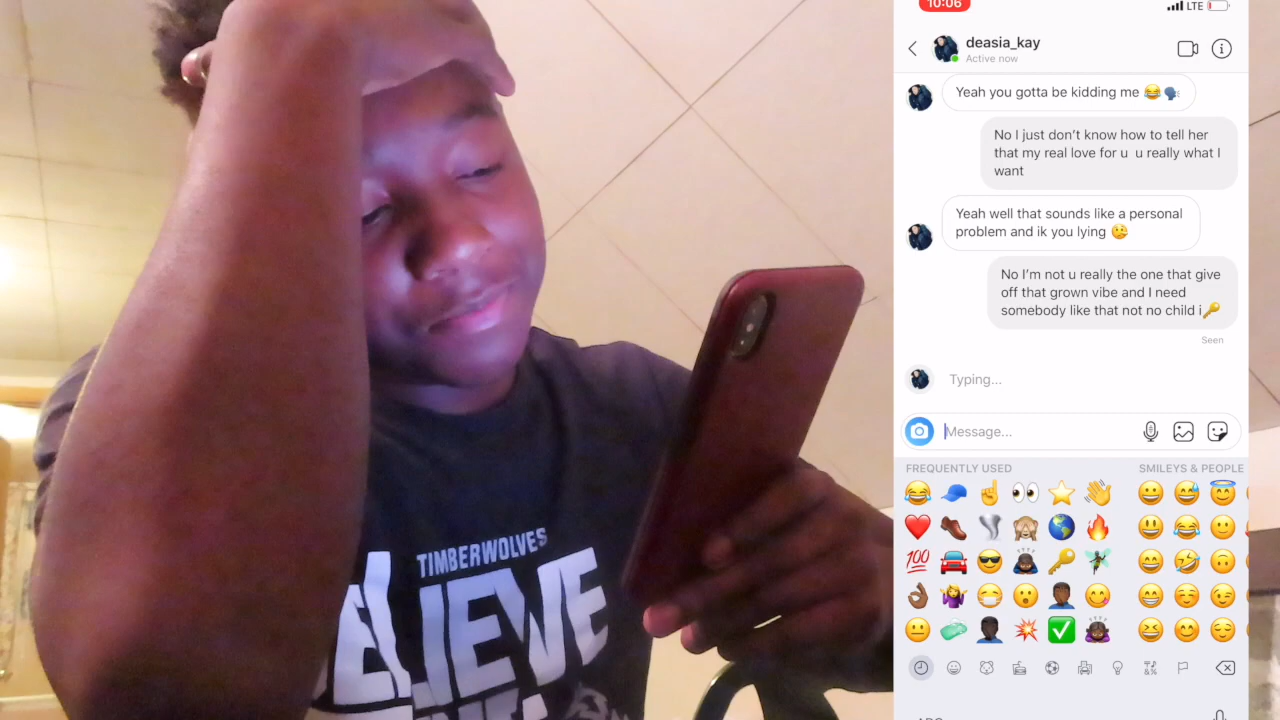 10:06
LTE
deasia_kay
Active now
Yeah you gotta be kidding me 😂🗣
No I just don't know how to tell her
that my real love for u u really what I
want
Yeah well that sounds like a personal
problem and ik you lying 🤥
No I'm not u really the one that give
off that grown vibe and I need
somebody like that not no child i🔑
Seen
Typing...
Message...
FREQUENTLY USED
SMILEYS & PEOPLE
100
TIMBERWOLVES